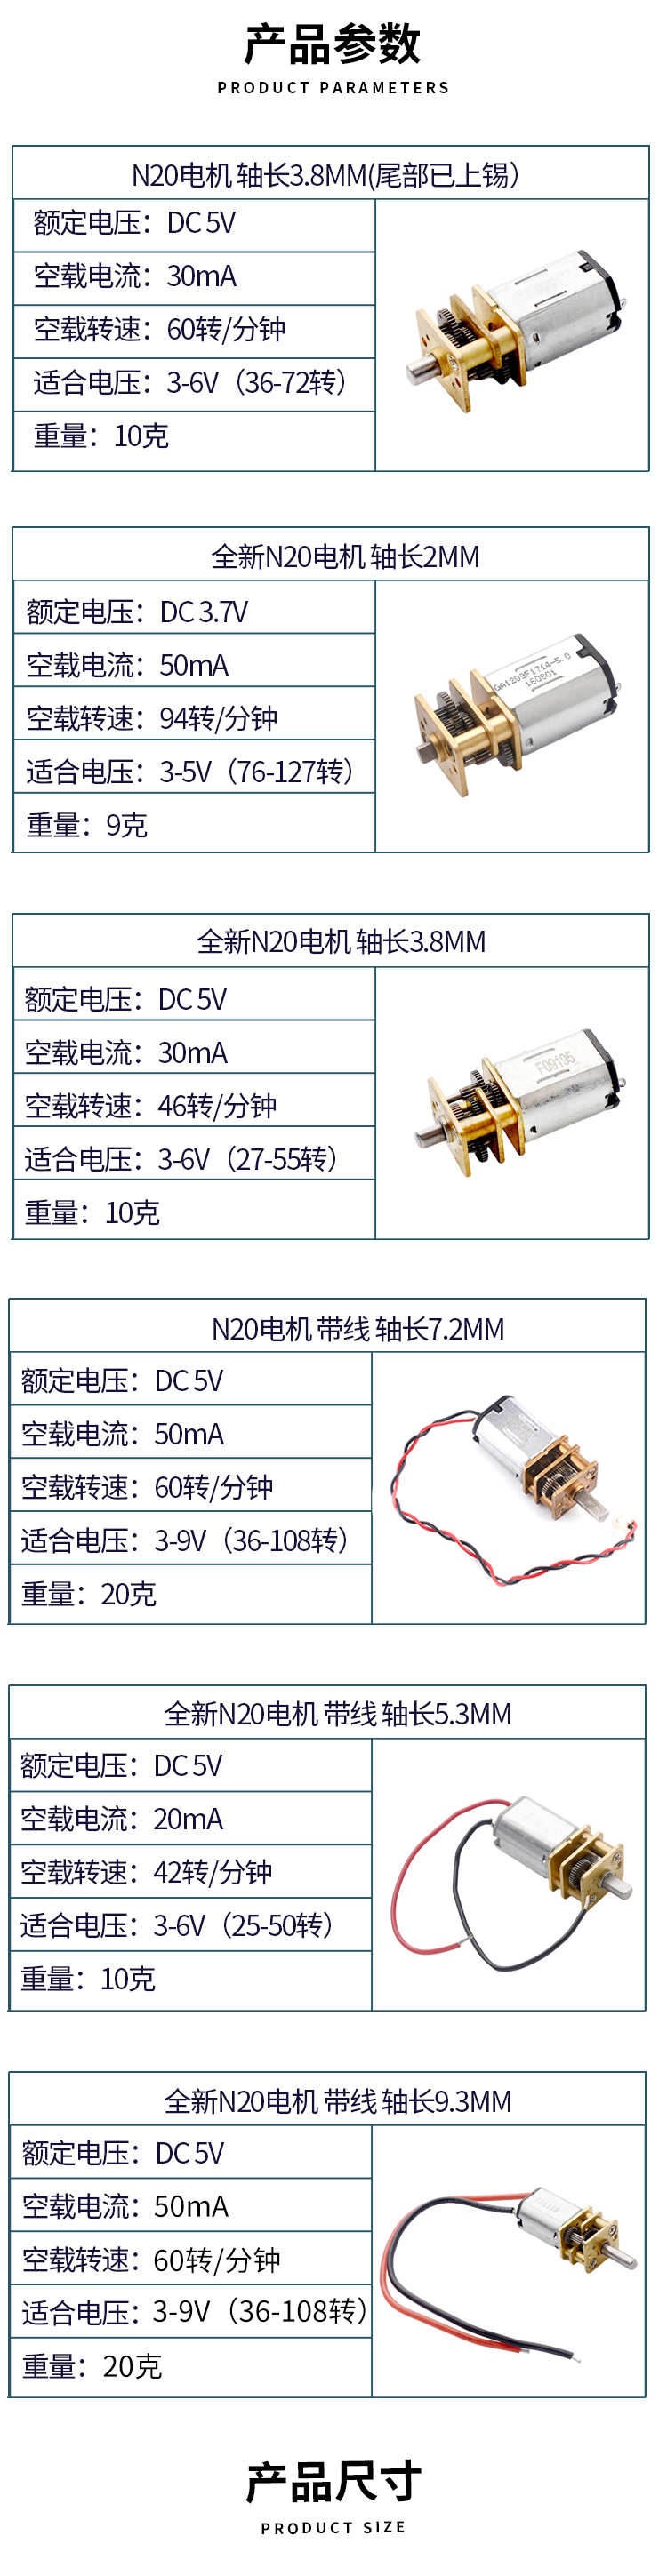 产品参数
PRODUCT PARAMETERS
N20电机 轴长3.8MM(尾部已上锡）
额定电压：DC 5V
空载电流：30mA
空载转速：60转/分钟
适合电压：3-6V（36-72转）
重量：10克
全新N20电机 轴长2MM
额定电压：DC 3.7V
空载电流：50mA
空载转速：94转/分钟
适合电压：3-5V（76-127转）
重量：9克
GA1209F1714-5.0
150801
全新N20电机 轴长3.8MM
额定电压：DC 5V
空载电流：30mA
空载转速：46转/分钟
适合电压：3-6V（27-55转）
重量：10克
F09195
N20电机 带线 轴长7.2MM
额定电压：DC 5V
空载电流：50mA
空载转速：60转/分钟
适合电压：3-9V（36-108转）
重量：20克
全新N20电机 带线 轴长5.3MM
额定电压：DC 5V
空载电流：20mA
空载转速：42转/分钟
适合电压：3-6V（25-50转）
重量：10克
全新N20电机 带线 轴长9.3MM
额定电压：DC 5V
空载电流：50mA
空载转速：60转/分钟
适合电压：3-9V（36-108转）
重量：20克
产品尺寸
PRODUCT SIZE